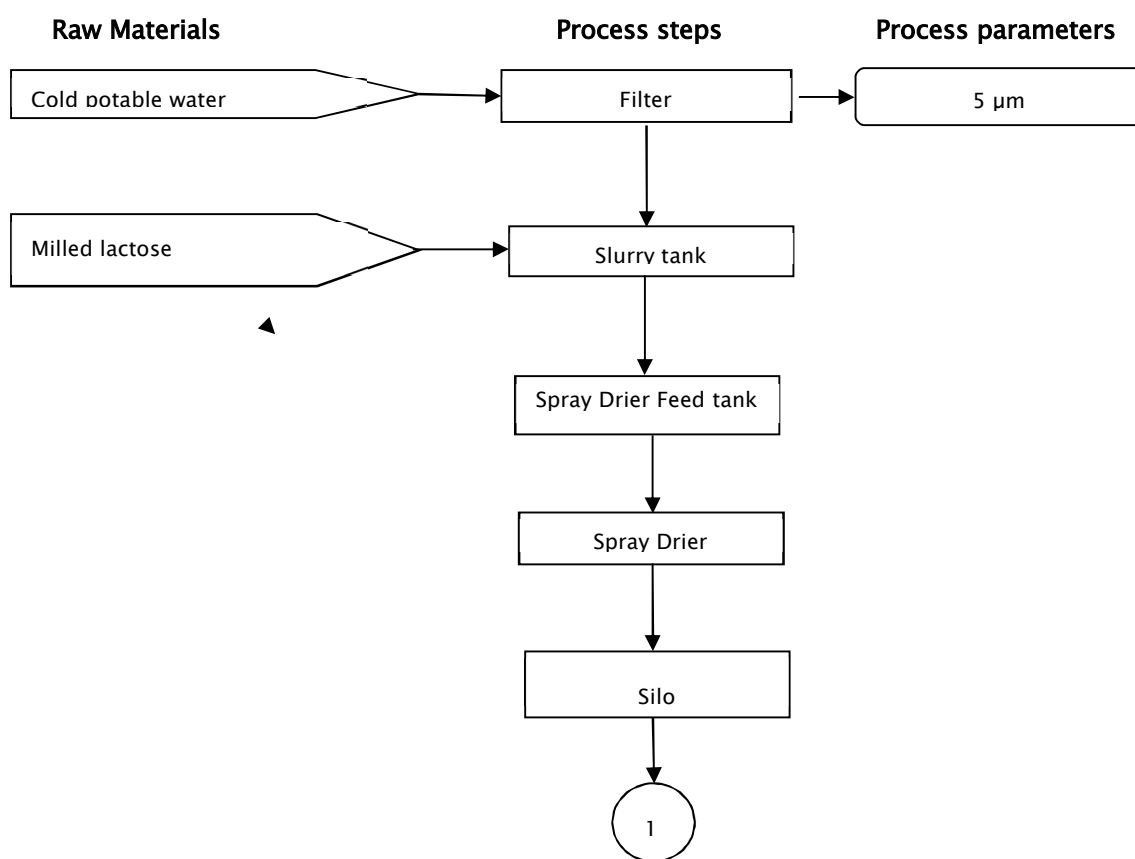 Raw Materials Process steps Process parameters
Cold potable water Filter 5 µm
Milled lactose Slurry tank
Spray Drier Feed tank
Spray Drier
Silo
1